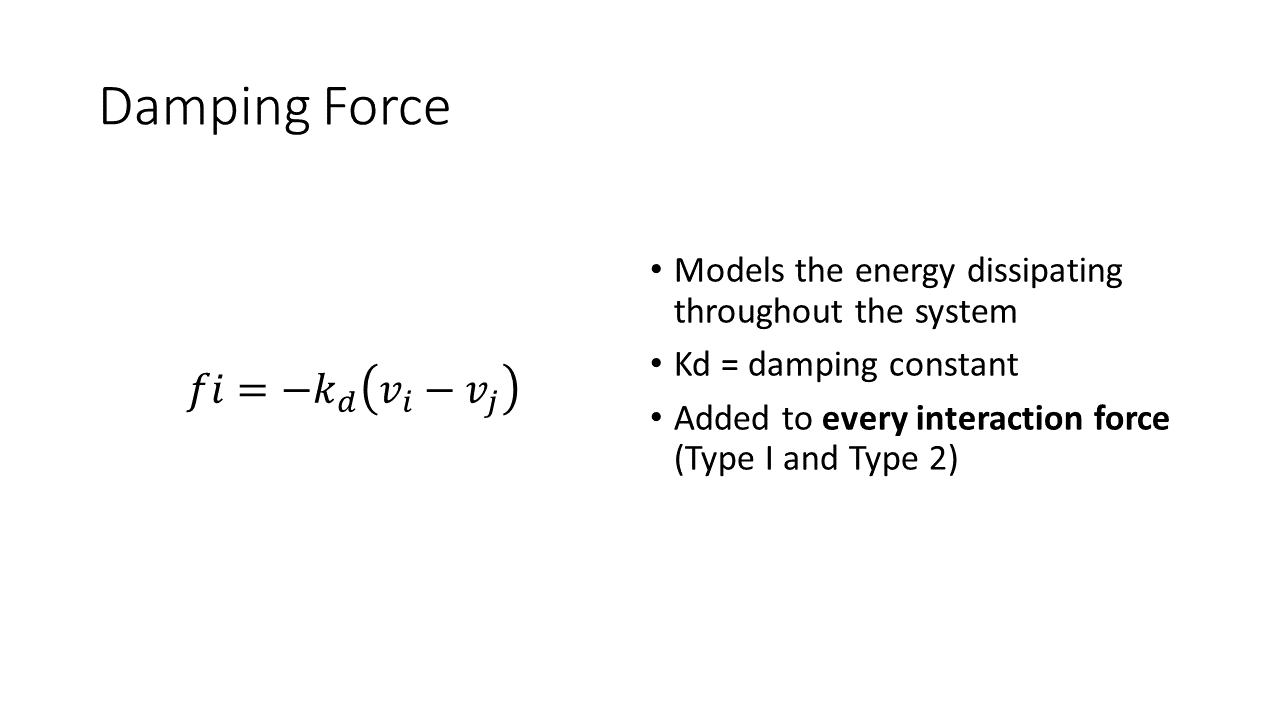 Damping Force
• Models the energy dissipating
throughout the system
• Kd = damping constant
• Added to every interaction force
(Type I and Type 2)
𝑓𝑖 = −𝑘_𝑑(𝑣_𝑖 − 𝑣_𝑗)